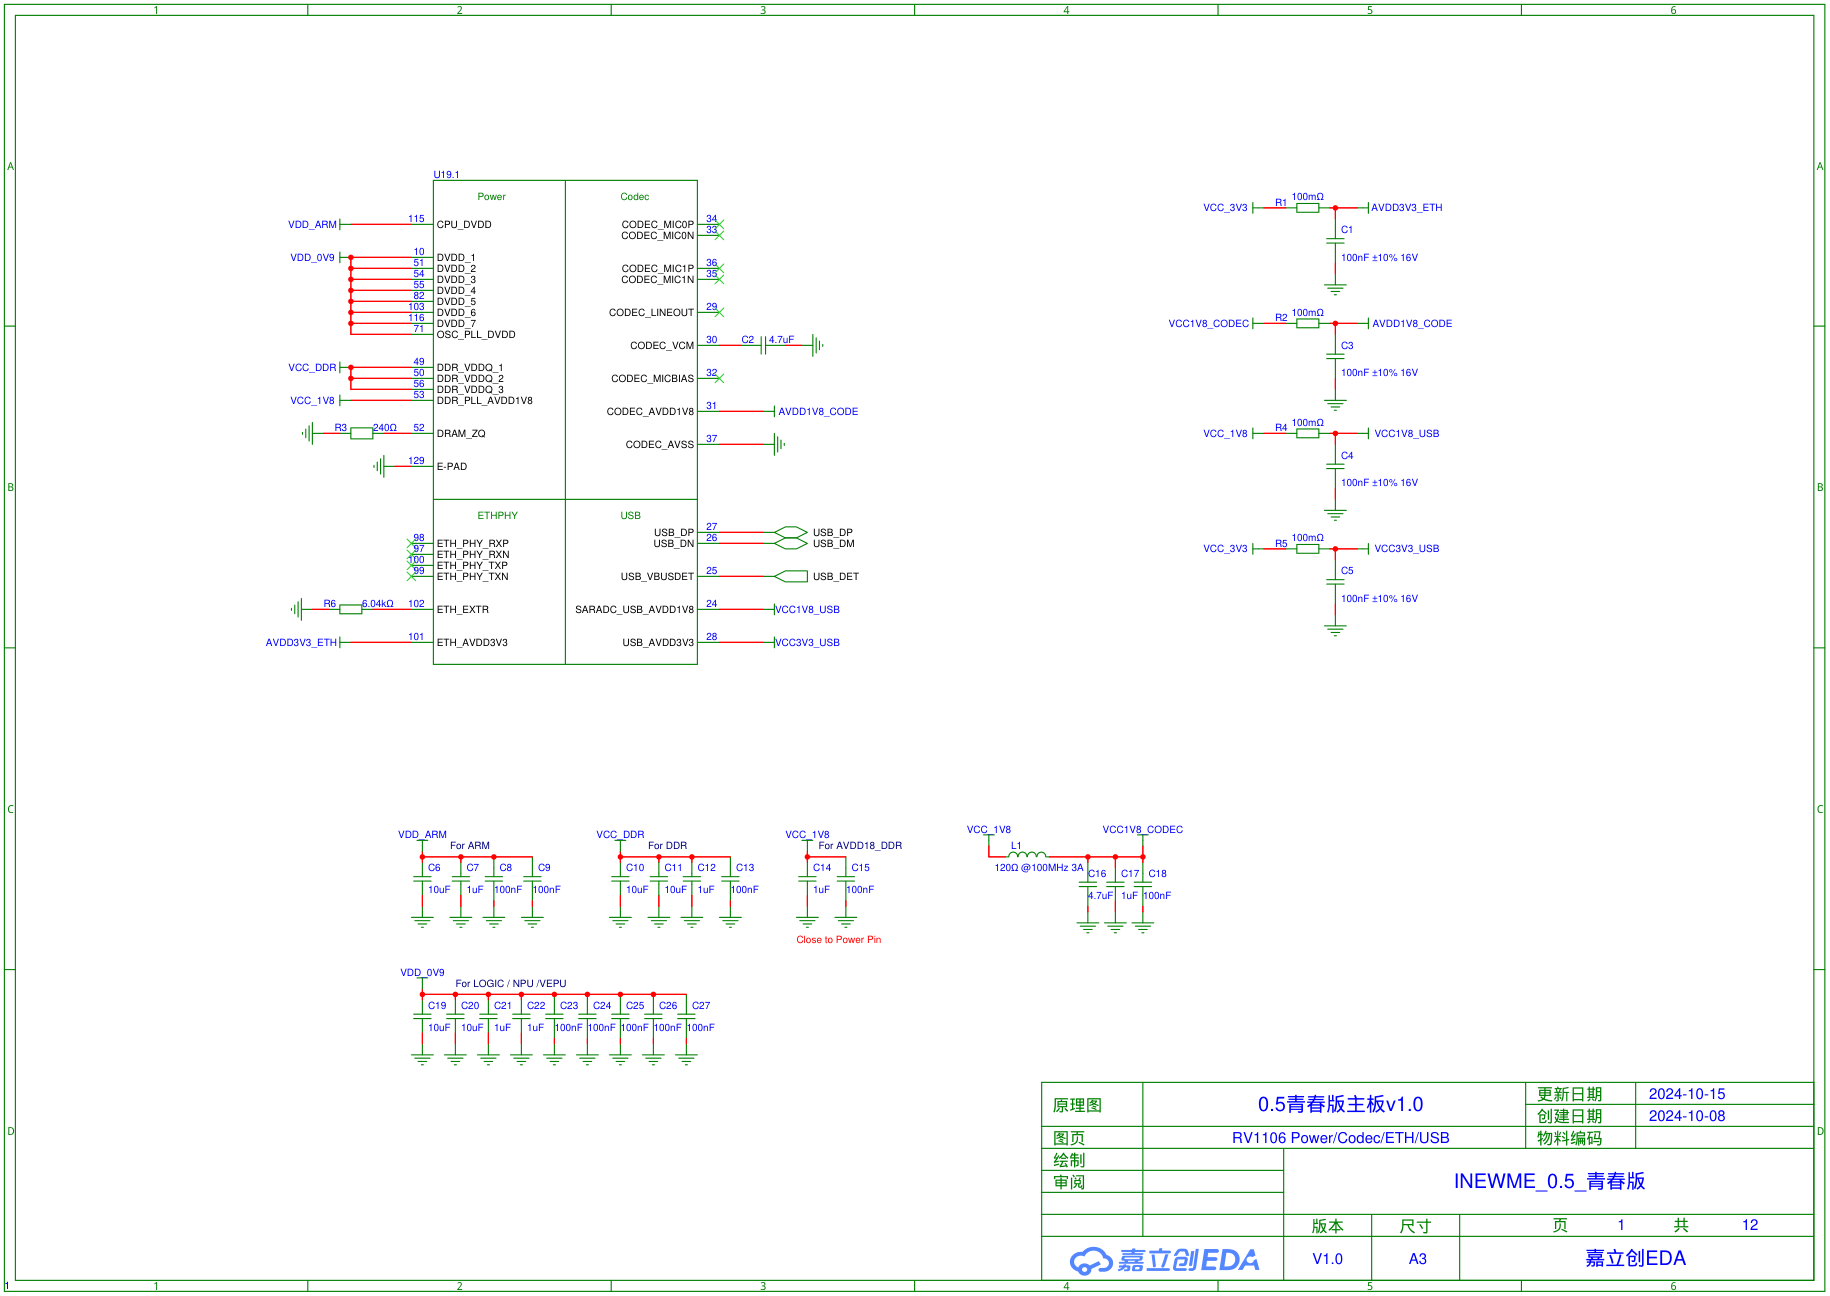 1 2 3 4 5 6
A A
B B
C C
D D
U19.1
Power
Codec
VDD_ARM 115 CPU_DVDD
VDD_0V9 10 DVDD_1
51 DVDD_2
54 DVDD_3
55 DVDD_4
82 DVDD_5
103 DVDD_6
116 DVDD_7
71 OSC_PLL_DVDD
VCC_DDR 49 DDR_VDDQ_1
50 DDR_VDDQ_2
56 DDR_VDDQ_3
VCC_1V8 53 DDR_PLL_AVDD1V8
R3 240Ω 52 DRAM_ZQ
129 E-PAD
CODEC_MIC0P 34
CODEC_MIC0N 33
CODEC_MIC1P 36
CODEC_MIC1N 35
CODEC_LINEOUT 29
CODEC_VCM 30 C2 4.7uF
CODEC_MICBIAS 32
CODEC_AVDD1V8 31 AVDD1V8_CODE
CODEC_AVSS 37
ETHPHY
USB
98 ETH_PHY_RXP
97 ETH_PHY_RXN
100 ETH_PHY_TXP
99 ETH_PHY_TXN
R6 6.04kΩ 102 ETH_EXTR
AVDD3V3_ETH 101 ETH_AVDD3V3
USB_DP 27 USB_DP
USB_DN 26 USB_DM
USB_VBUSDET 25 USB_DET
SARADC_USB_AVDD1V8 24 VCC1V8_USB
USB_AVDD3V3 28 VCC3V3_USB
VCC_3V3 R1 100mΩ AVDD3V3_ETH
C1
100nF ±10% 16V
VCC1V8_CODEC R2 100mΩ AVDD1V8_CODE
C3
100nF ±10% 16V
VCC_1V8 R4 100mΩ VCC1V8_USB
C4
100nF ±10% 16V
VCC_3V3 R5 100mΩ VCC3V3_USB
C5
100nF ±10% 16V
VDD_ARM
For ARM
C6 C7 C8 C9
10uF 1uF 100nF 100nF
VCC_DDR
For DDR
C10 C11 C12 C13
10uF 10uF 1uF 100nF
VCC_1V8
For AVDD18_DDR
C14 C15
1uF 100nF
Close to Power Pin
VCC_1V8 VCC1V8_CODEC
L1
120Ω @100MHz 3A
C16 C17 C18
4.7uF 1uF 100nF
VDD_0V9
For LOGIC / NPU /VEPU
C19 C20 C21 C22 C23 C24 C25 C26 C27
10uF 10uF 1uF 1uF 100nF 100nF 100nF 100nF 100nF
原理图 0.5青春版主板v1.0 更新日期 2024-10-15
创建日期 2024-10-08
图页 RV1106 Power/Codec/ETH/USB 物料编码
绘制
审阅
INEWME_0.5_青春版
版本 尺寸 页 1 共 12
嘉立创EDA V1.0 A3 嘉立创EDA
1
1 2 3 4 5 6